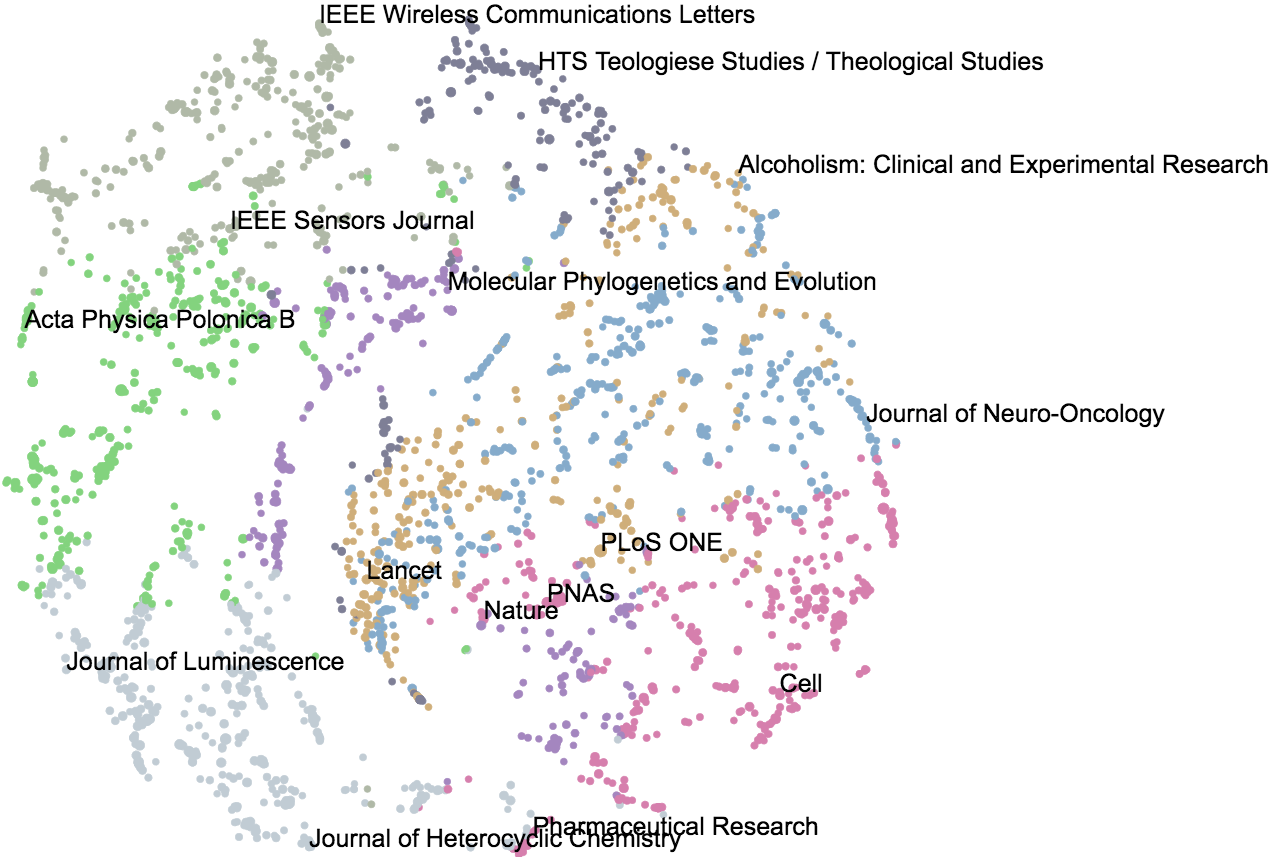 IEEE Wireless Communications Letters
HTS Teologiese Studies / Theological Studies
Alcoholism: Clinical and Experimental Research
IEEE Sensors Journal
Molecular Phylogenetics and Evolution
Acta Physica Polonica B
Journal of Neuro-Oncology
PLoS ONE
Lancet
PNAS
Nature
Journal of Luminescence
Cell
Pharmaceutical Research
Journal of Heterocyclic Chemistry